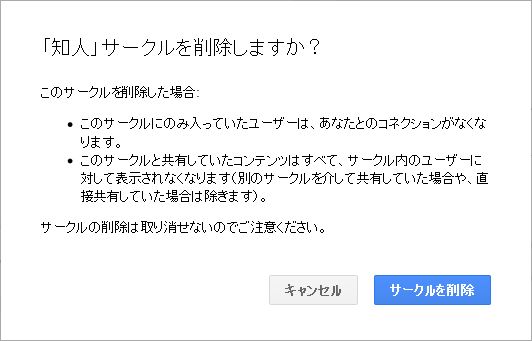 「知人」サークルを削除しますか？
このサークルを削除した場合:
• このサークルにのみ入っていたユーザーは、あなたとのコネクションがなくな
ります。
• このサークルと共有していたコンテンツはすべて、サークル内のユーザーに
対して表示されなくなります（別のサークルを介して共有していた場合や、直
接共有していた場合は除きます）。
サークルの削除は取り消せないのでご注意ください。
キャンセル
サークルを削除